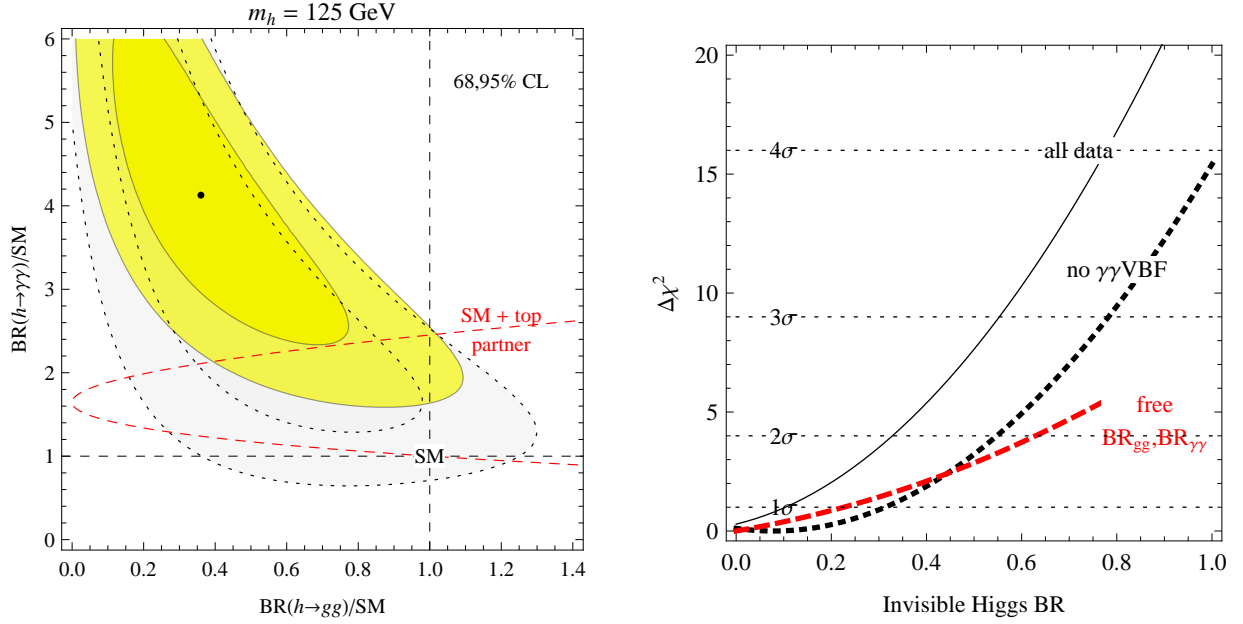 m_h = 125 GeV
68,95% CL
SM + top
partner
SM
BR(h→γγ)/SM
6
5
4
3
2
1
0
0.0 0.2 0.4 0.6 0.8 1.0 1.2 1.4
BR(h→gg)/SM
Δχ²
20
15
10
5
0
4σ
all data
no γγVBF
3σ
free
2σ
BR_gg,BR_γγ
1σ
0.0 0.2 0.4 0.6 0.8 1.0
Invisible Higgs BR